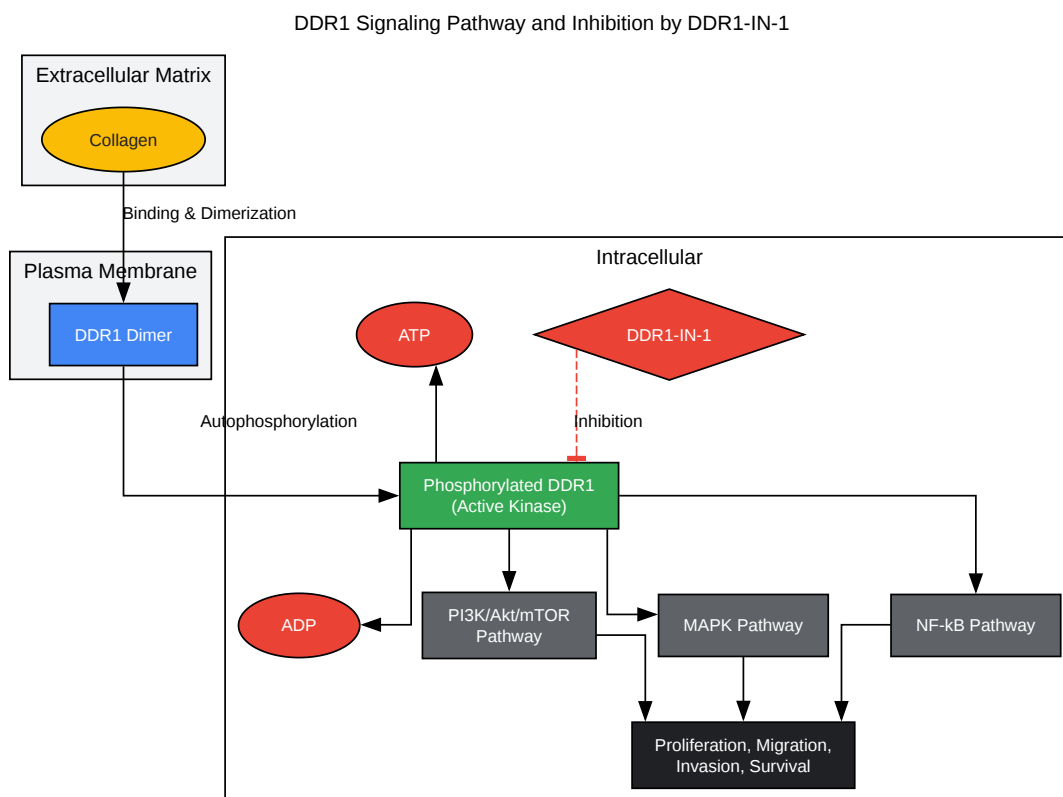 DDR1 Signaling Pathway and Inhibition by DDR1-IN-1
Extracellular Matrix
Collagen
Binding & Dimerization
Plasma Membrane
DDR1 Dimer
Intracellular
ATP
DDR1-IN-1
Autophosphorylation
Inhibition
Phosphorylated DDR1
(Active Kinase)
ADP
PI3K/Akt/mTOR
Pathway
MAPK Pathway
NF-kB Pathway
Proliferation, Migration,
Invasion, Survival